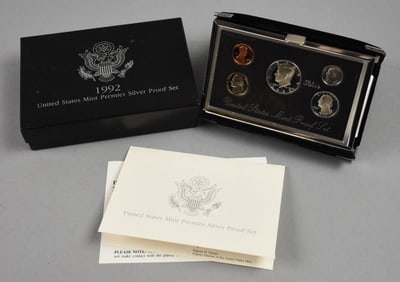 1992
United States Mint Premier Silver Proof Set
Silver
United States Mint Proof Set
United States Mint Premier Silver Proof Set
PLEASE NOTE: